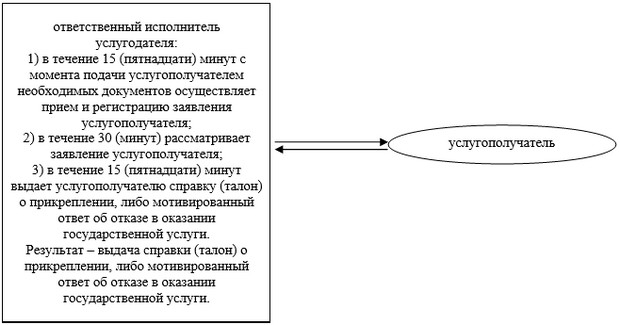 ответственный исполнитель
услугодателя:
1) в течение 15 (пятнадцати) минут с
момента подачи услугополучателем
необходимых документов осуществляет
прием и регистрацию заявления
услугополучателя;
2) в течение 30 (минут) рассматривает
заявление услугополучателя;
3) в течение 15 (пятнадцати) минут
выдает услугополучателю справку (талон)
о прикреплении, либо мотивированный
ответ об отказе в оказании
государственной услуги.
Результат – выдача справки (талон) о
прикреплении, либо мотивированный
ответ об отказе в оказании
государственной услуги.
услугополучатель